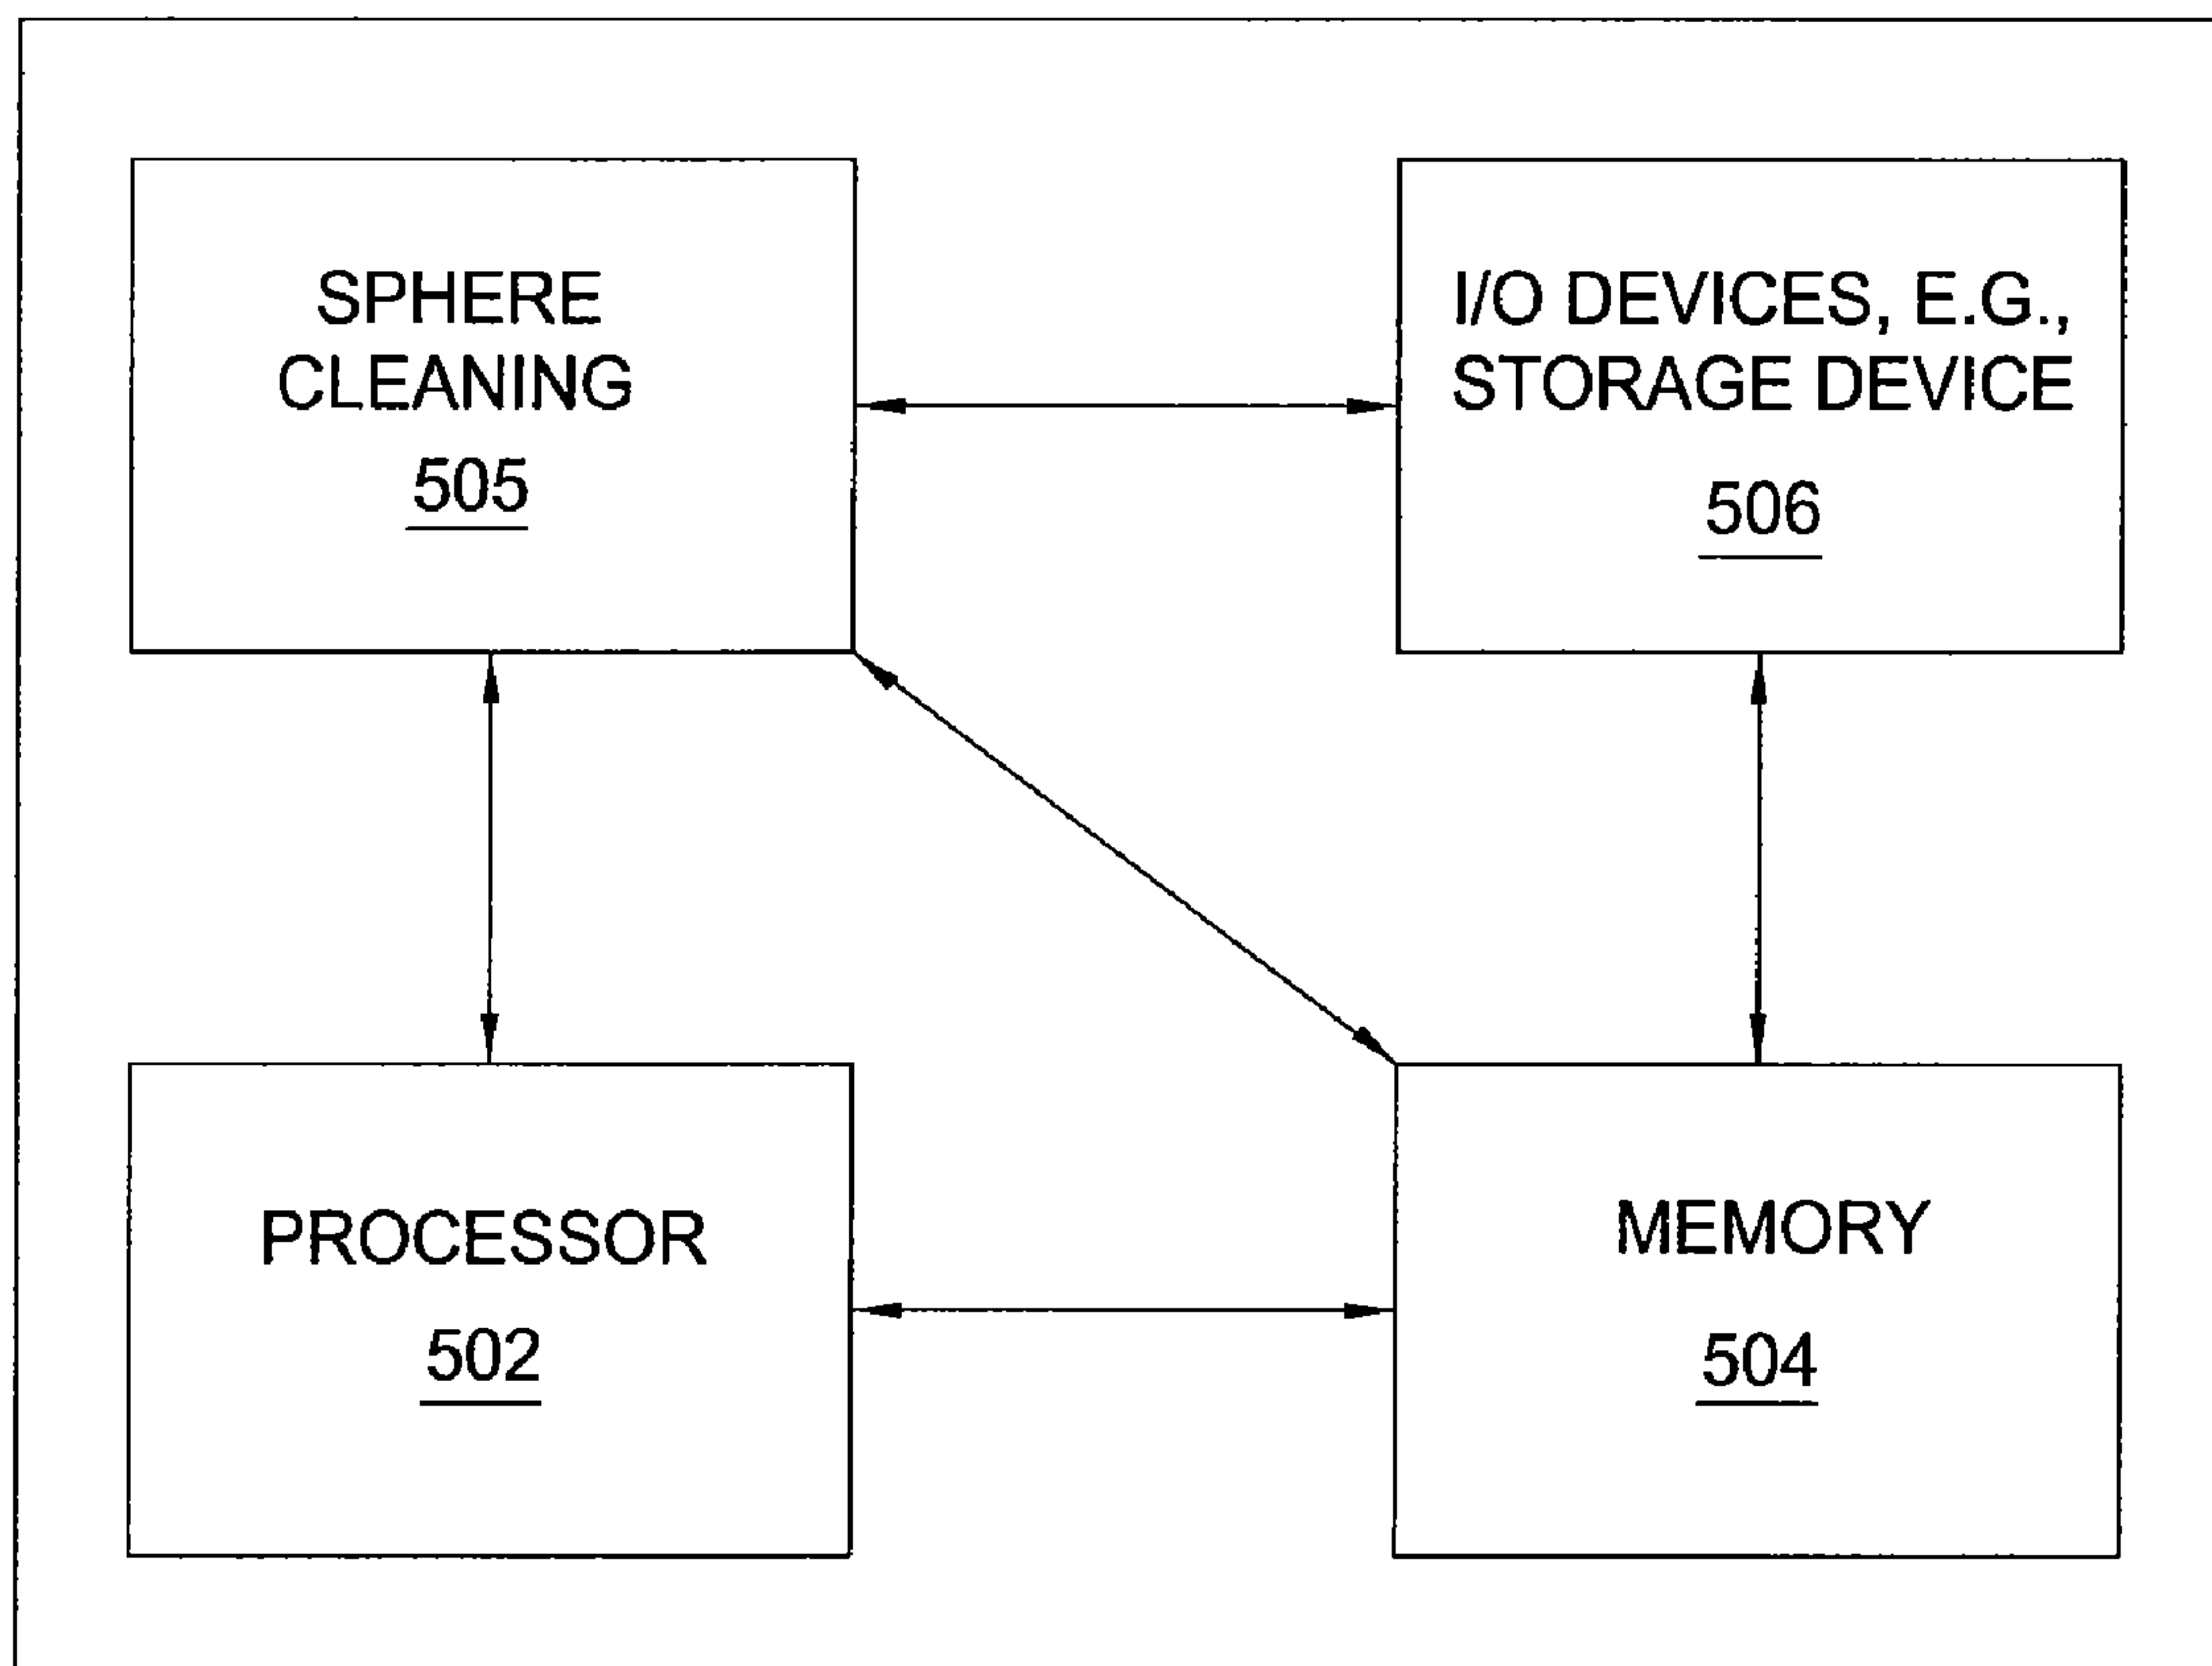 SPHERE
CLEANING
505
I/O DEVICES, E.G.,
STORAGE DEVICE
506
PROCESSOR
502
MEMORY
504